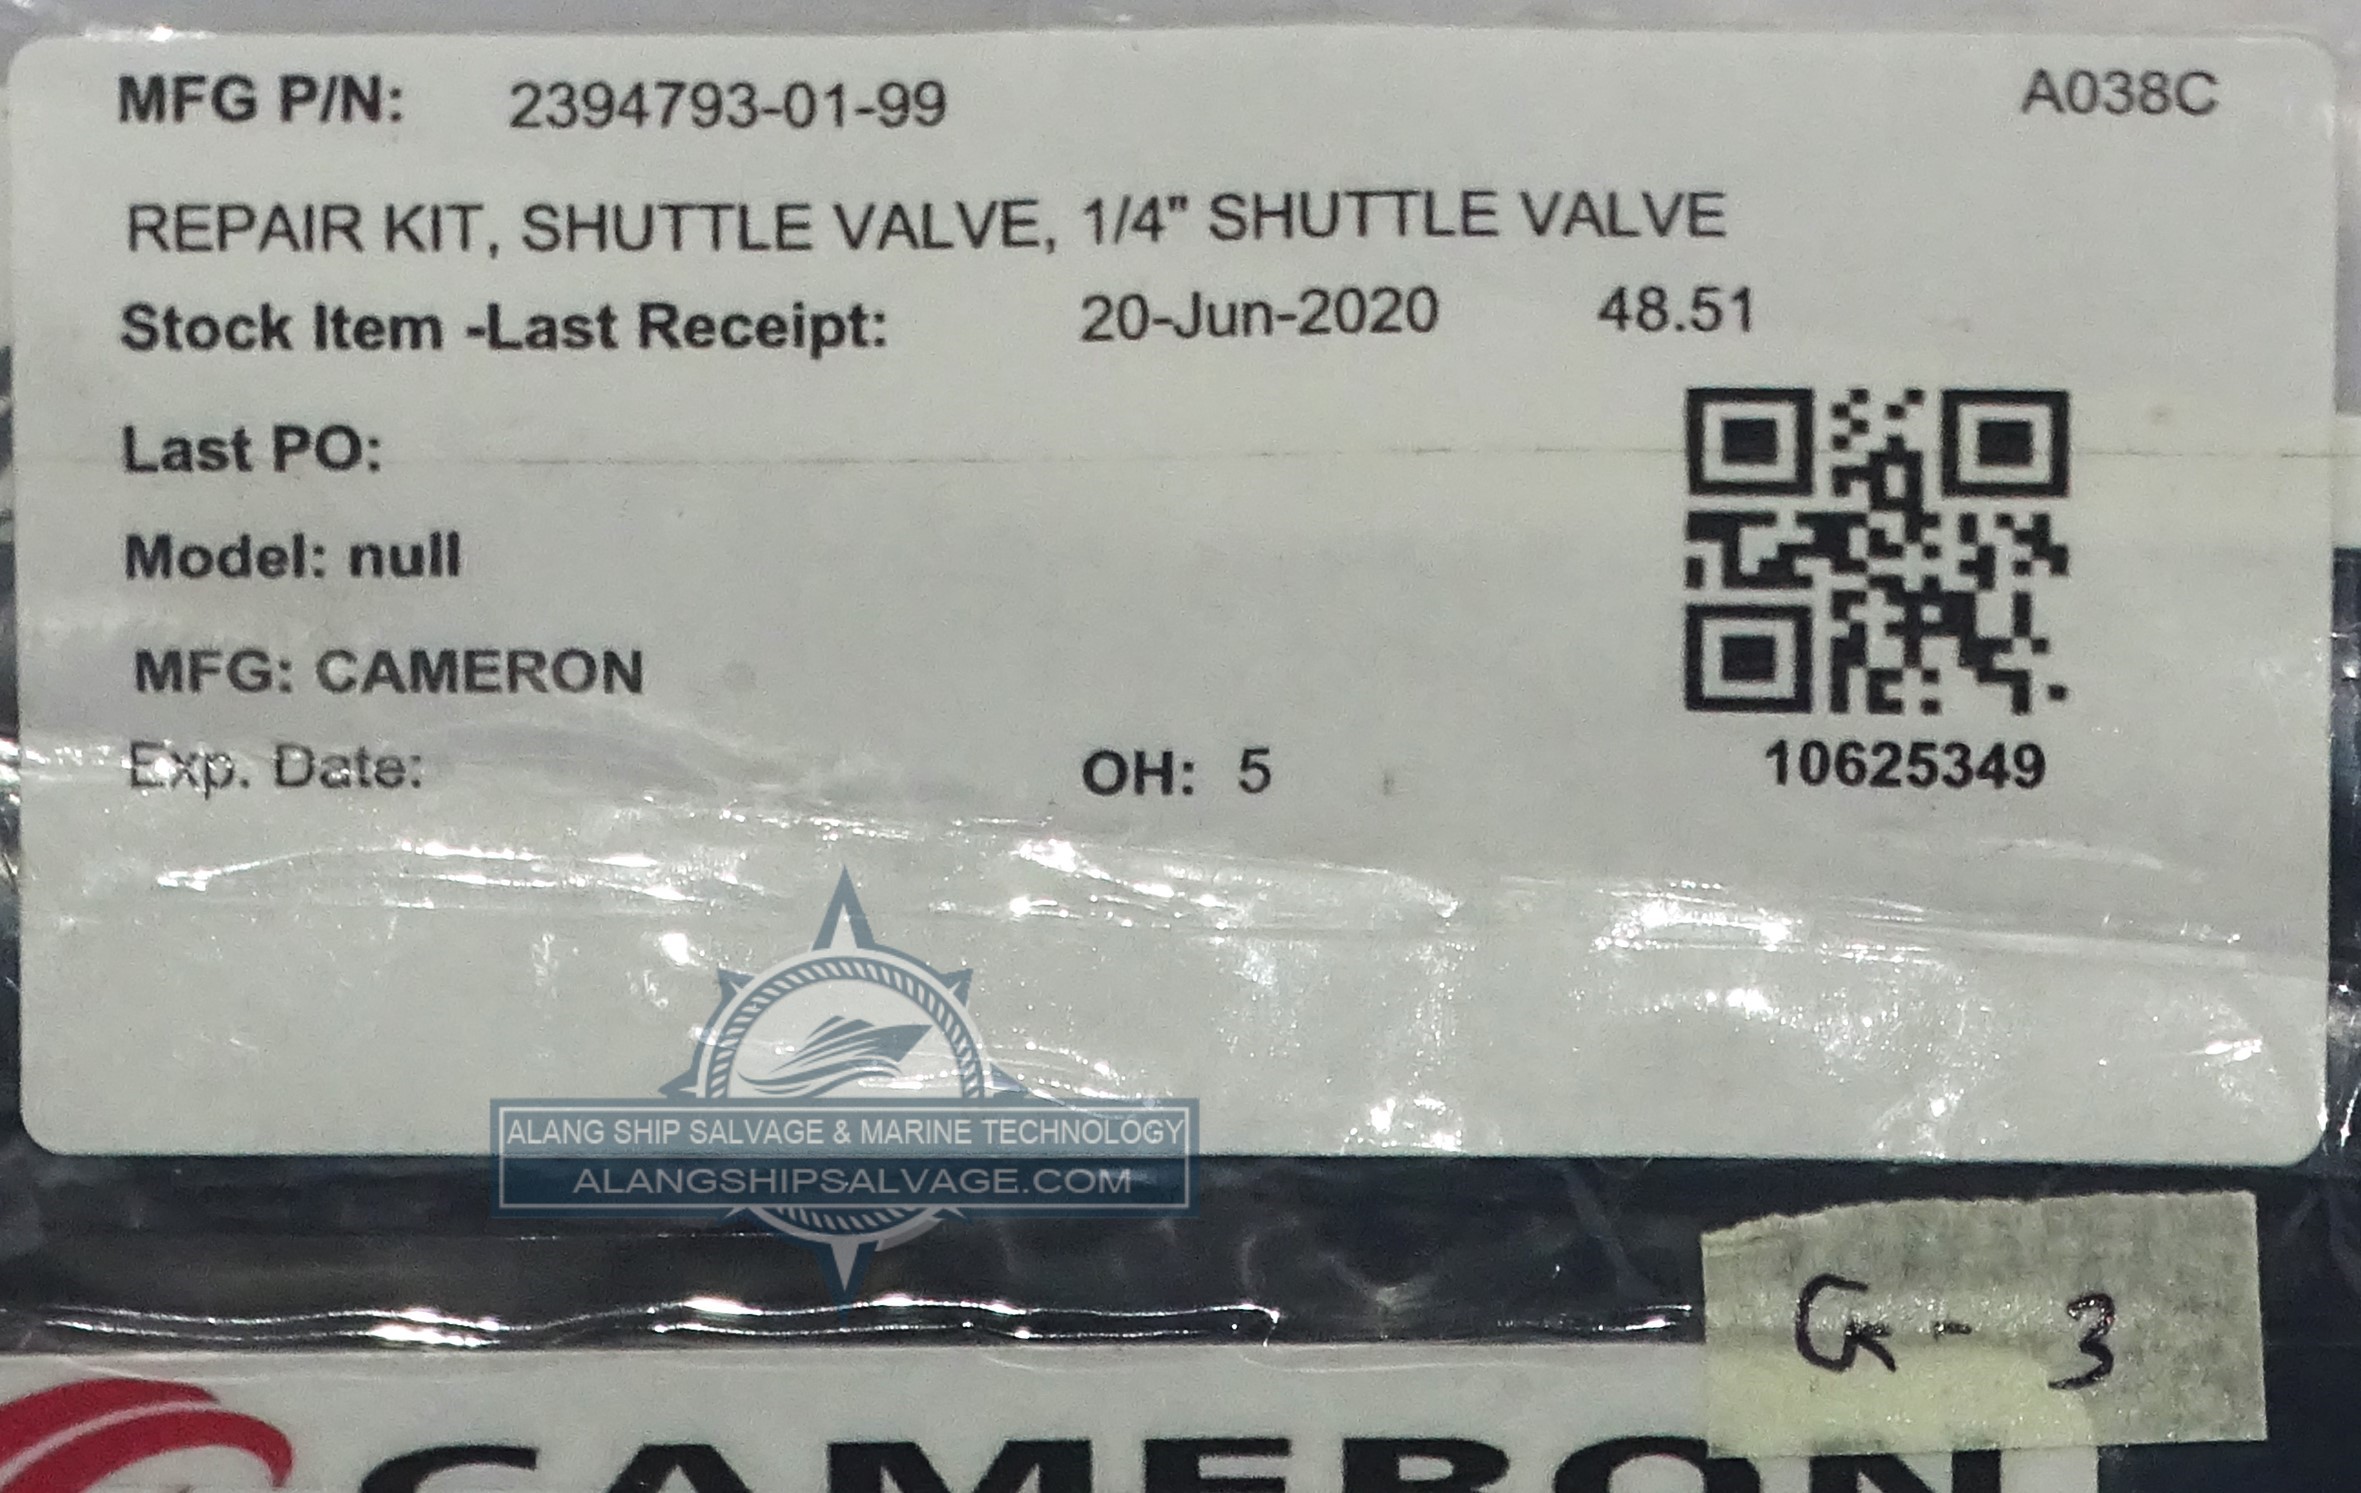 MFG P/N: 2394793-01-99 A038C
REPAIR KIT, SHUTTLE VALVE, 1/4" SHUTTLE VALVE
Stock Item -Last Receipt: 20-Jun-2020 48.51
Last PO:
Model: null
MFG: CAMERON
Exp. Date: OH: 5 10625349
ALANG SHIP SALVAGE & MARINE TECHNOLOGY
ALANGSHIPSALVAGE.COM
CAMERON